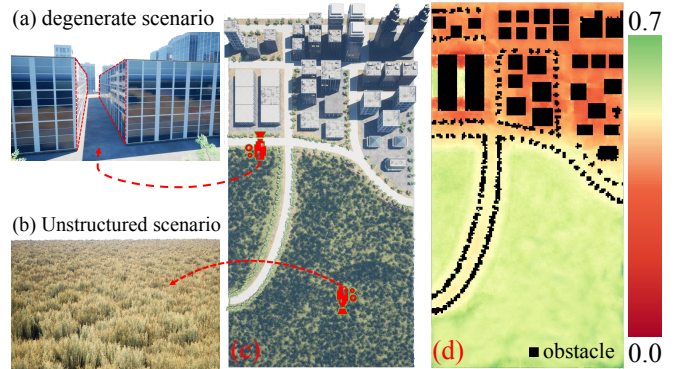 (a) degenerate scenario
(b) Unstructured scenario
(c)
(d)
obstacle
0.7
0.0